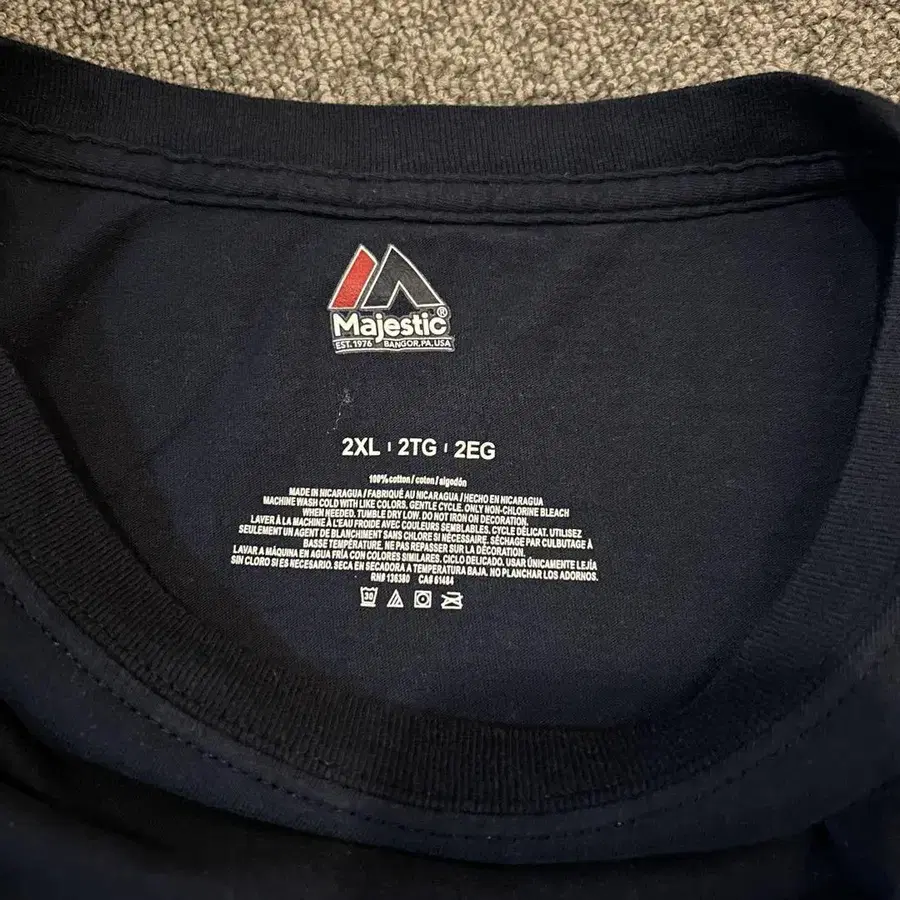 Majestic®
EST. 1976 BANGOR, PA, USA
2XL | 2TG | 2EG
100% cotton / coton / algodón
MADE IN NICARAGUA / FABRIQUÉ AU NICARAGUA / HECHO EN NICARAGUA
MACHINE WASH COLD WITH LIKE COLORS. GENTLE CYCLE. ONLY NON-CHLORINE BLEACH
WHEN NEEDED. TUMBLE DRY LOW. DO NOT IRON ON DECORATION.
LAVER À LA MACHINE À L'EAU FROIDE AVEC COULEURS SEMBLABLES. CYCLE DÉLICAT. UTILISEZ
SEULEMENT UN AGENT DE BLANCHIMENT SANS CHLORE SI NÉCESSAIRE. SÉCHAGE PAR CULBUTAGE À
BASSE TEMPÉRATURE. NE PAS REPASSER SUR LA DÉCORATION.
LAVAR A MÁQUINA EN AGUA FRÍA CON COLORES SIMILARES. CICLO DELICADO. USAR ÚNICAMENTE LEJÍA
SIN CLORO SI ES NECESARIO. SECA EN SECADORA A TEMPERATURA BAJA. NO PLANCHAR LOS ADORNOS.
RN# 136380 CA# 61484
30